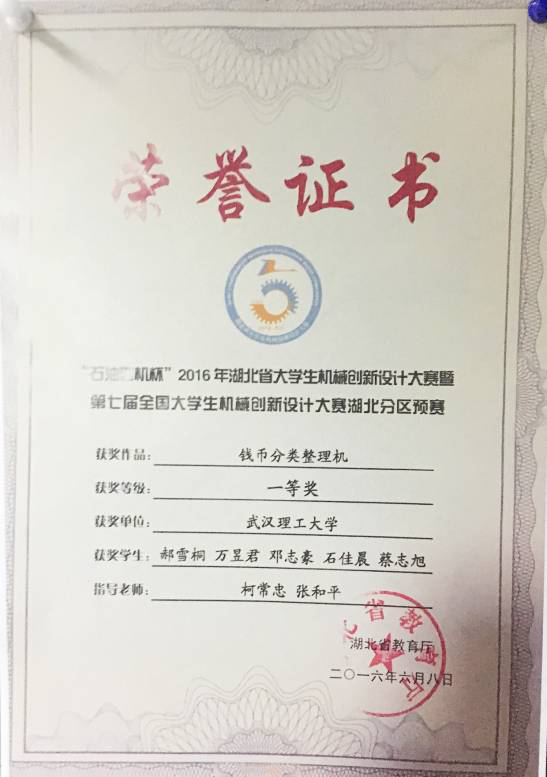 荣誉证书
"石油机杯"2016年湖北省大学生机械创新设计大赛暨
第七届全国大学生机械创新设计大赛湖北分区预赛
获奖作品: 钱币分类整理机
获奖等级: 一等奖
获奖单位: 武汉理工大学
获奖学生: 郝雪桐 万昱君 邓志豪 石佳晨 蔡志旭
指导老师: 柯常忠 张和平
湖北省教育厅
二〇一六年六月八日